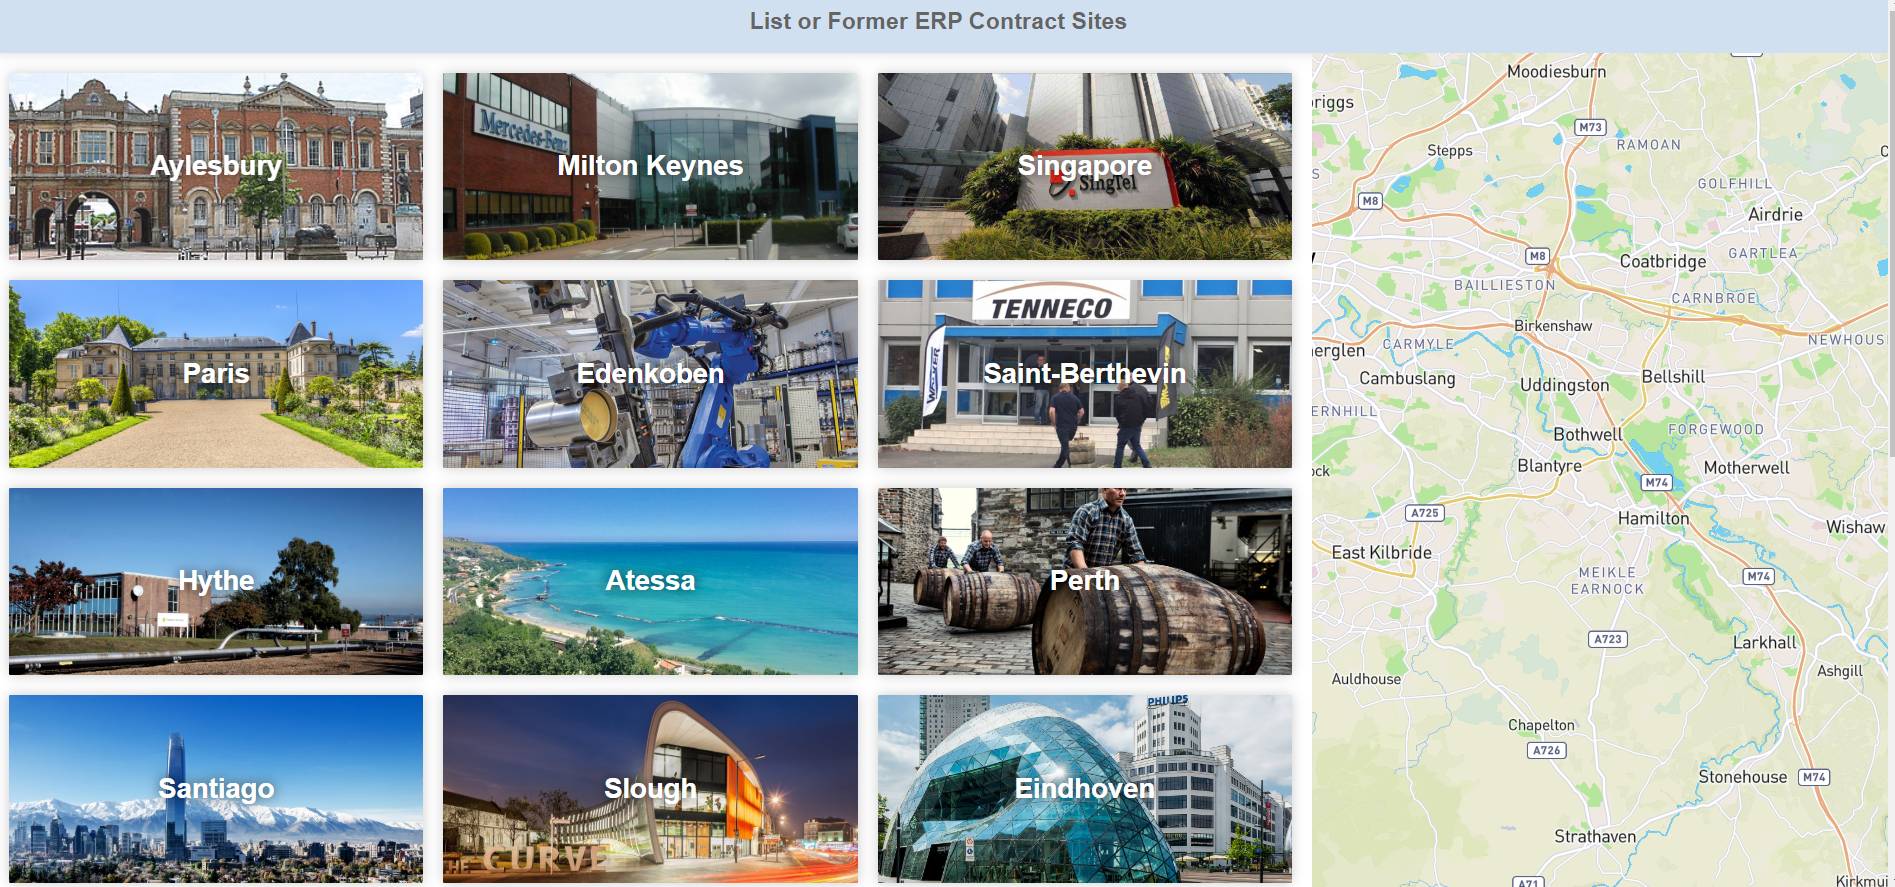 List or Former ERP Contract Sites
Aylesbury
Mercedes-Benz
Milton Keynes
Singapore
SingTel
Paris
Edenkoben
TENNECO
WALKER
Saint-Berthevin
Hythe
Atessa
Perth
Santiago
Slough
CURVE
PHILIPS
Eindhoven
Moodiesburn
riggs
M73
Stepps
RAMOAN
GOLFHILL
M8
Airdrie
M8
Coatbridge
GARTLEA
BAILLIESTON
CARNBROE
Birkenshaw
NEWHOUS
erglen
CARMYLE
Cambuslang
Uddingston
Bellshill
ERNHILL
FORGEWOOD
Bothwell
Blantyre
Motherwell
ock
M74
A725
Hamilton
Wishaw
East Kilbride
MEIKLE
EARNOCK
M74
A723
Larkhall
Auldhouse
Ashgill
Chapelton
A726
Stonehouse
M74
Strathaven
A71
Kirkmui